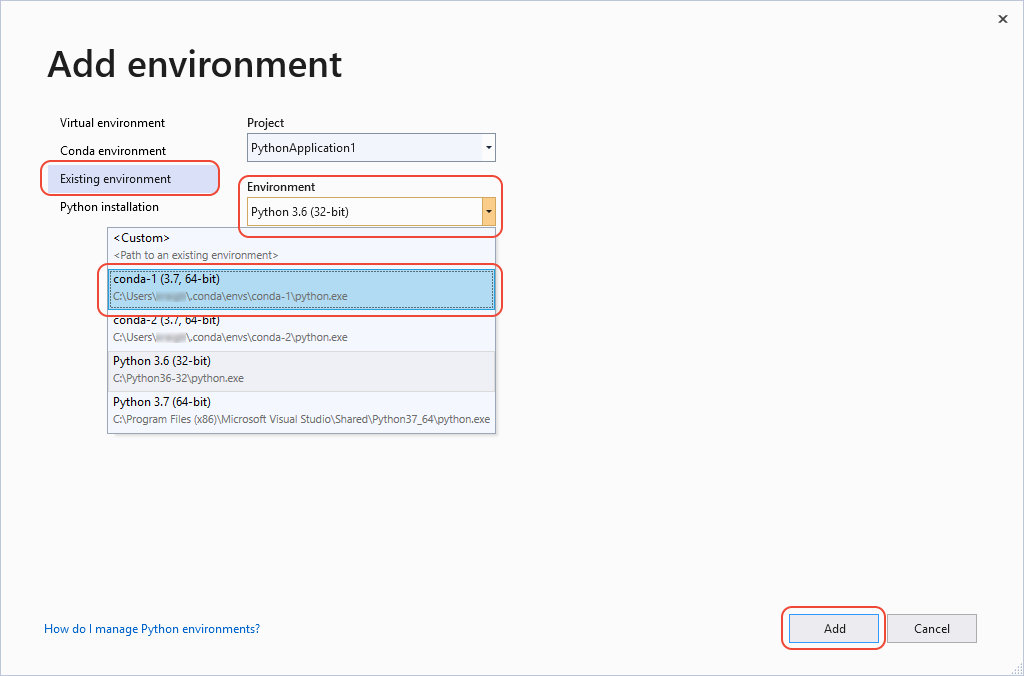 Add environment
Virtual environment
Conda environment
Existing environment
Python installation
Project
PythonApplication1
Environment
Python 3.6 (32-bit)
<Custom>
<Path to an existing environment>
conda-1 (3.7, 64-bit)
C:\Users\ \.conda\envs\conda-1\python.exe
conda-2 (3.7, 64-bit)
C:\Users\ \.conda\envs\conda-2\python.exe
Python 3.6 (32-bit)
C:\Python36-32\python.exe
Python 3.7 (64-bit)
C:\Program Files (x86)\Microsoft Visual Studio\Shared\Python37_64\python.exe
How do I manage Python environments?
Add
Cancel